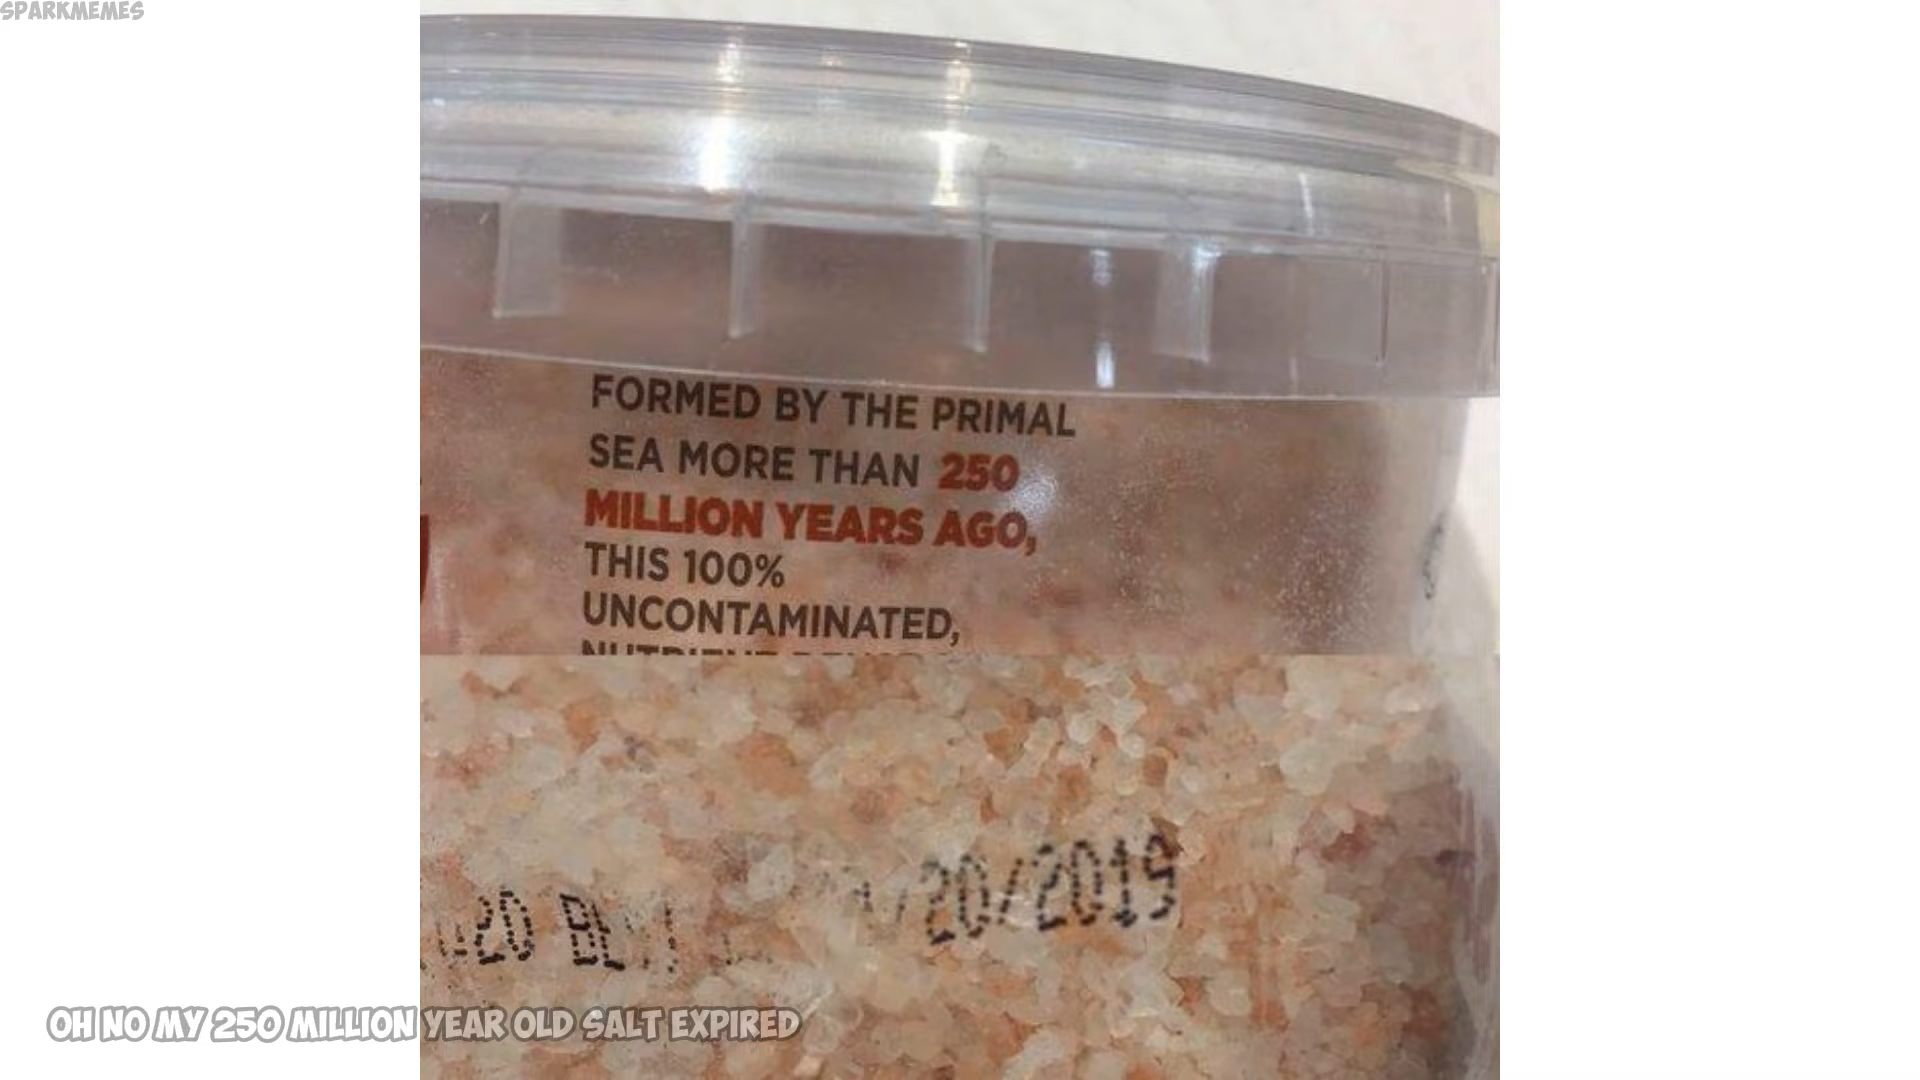 SPARKMEMES
FORMED BY THE PRIMAL
SEA MORE THAN 250
MILLION YEARS AGO,
THIS 100%
UNCONTAMINATED,
20/2019
OH NO MY 250 MILLION YEAR OLD SALT EXPIRED